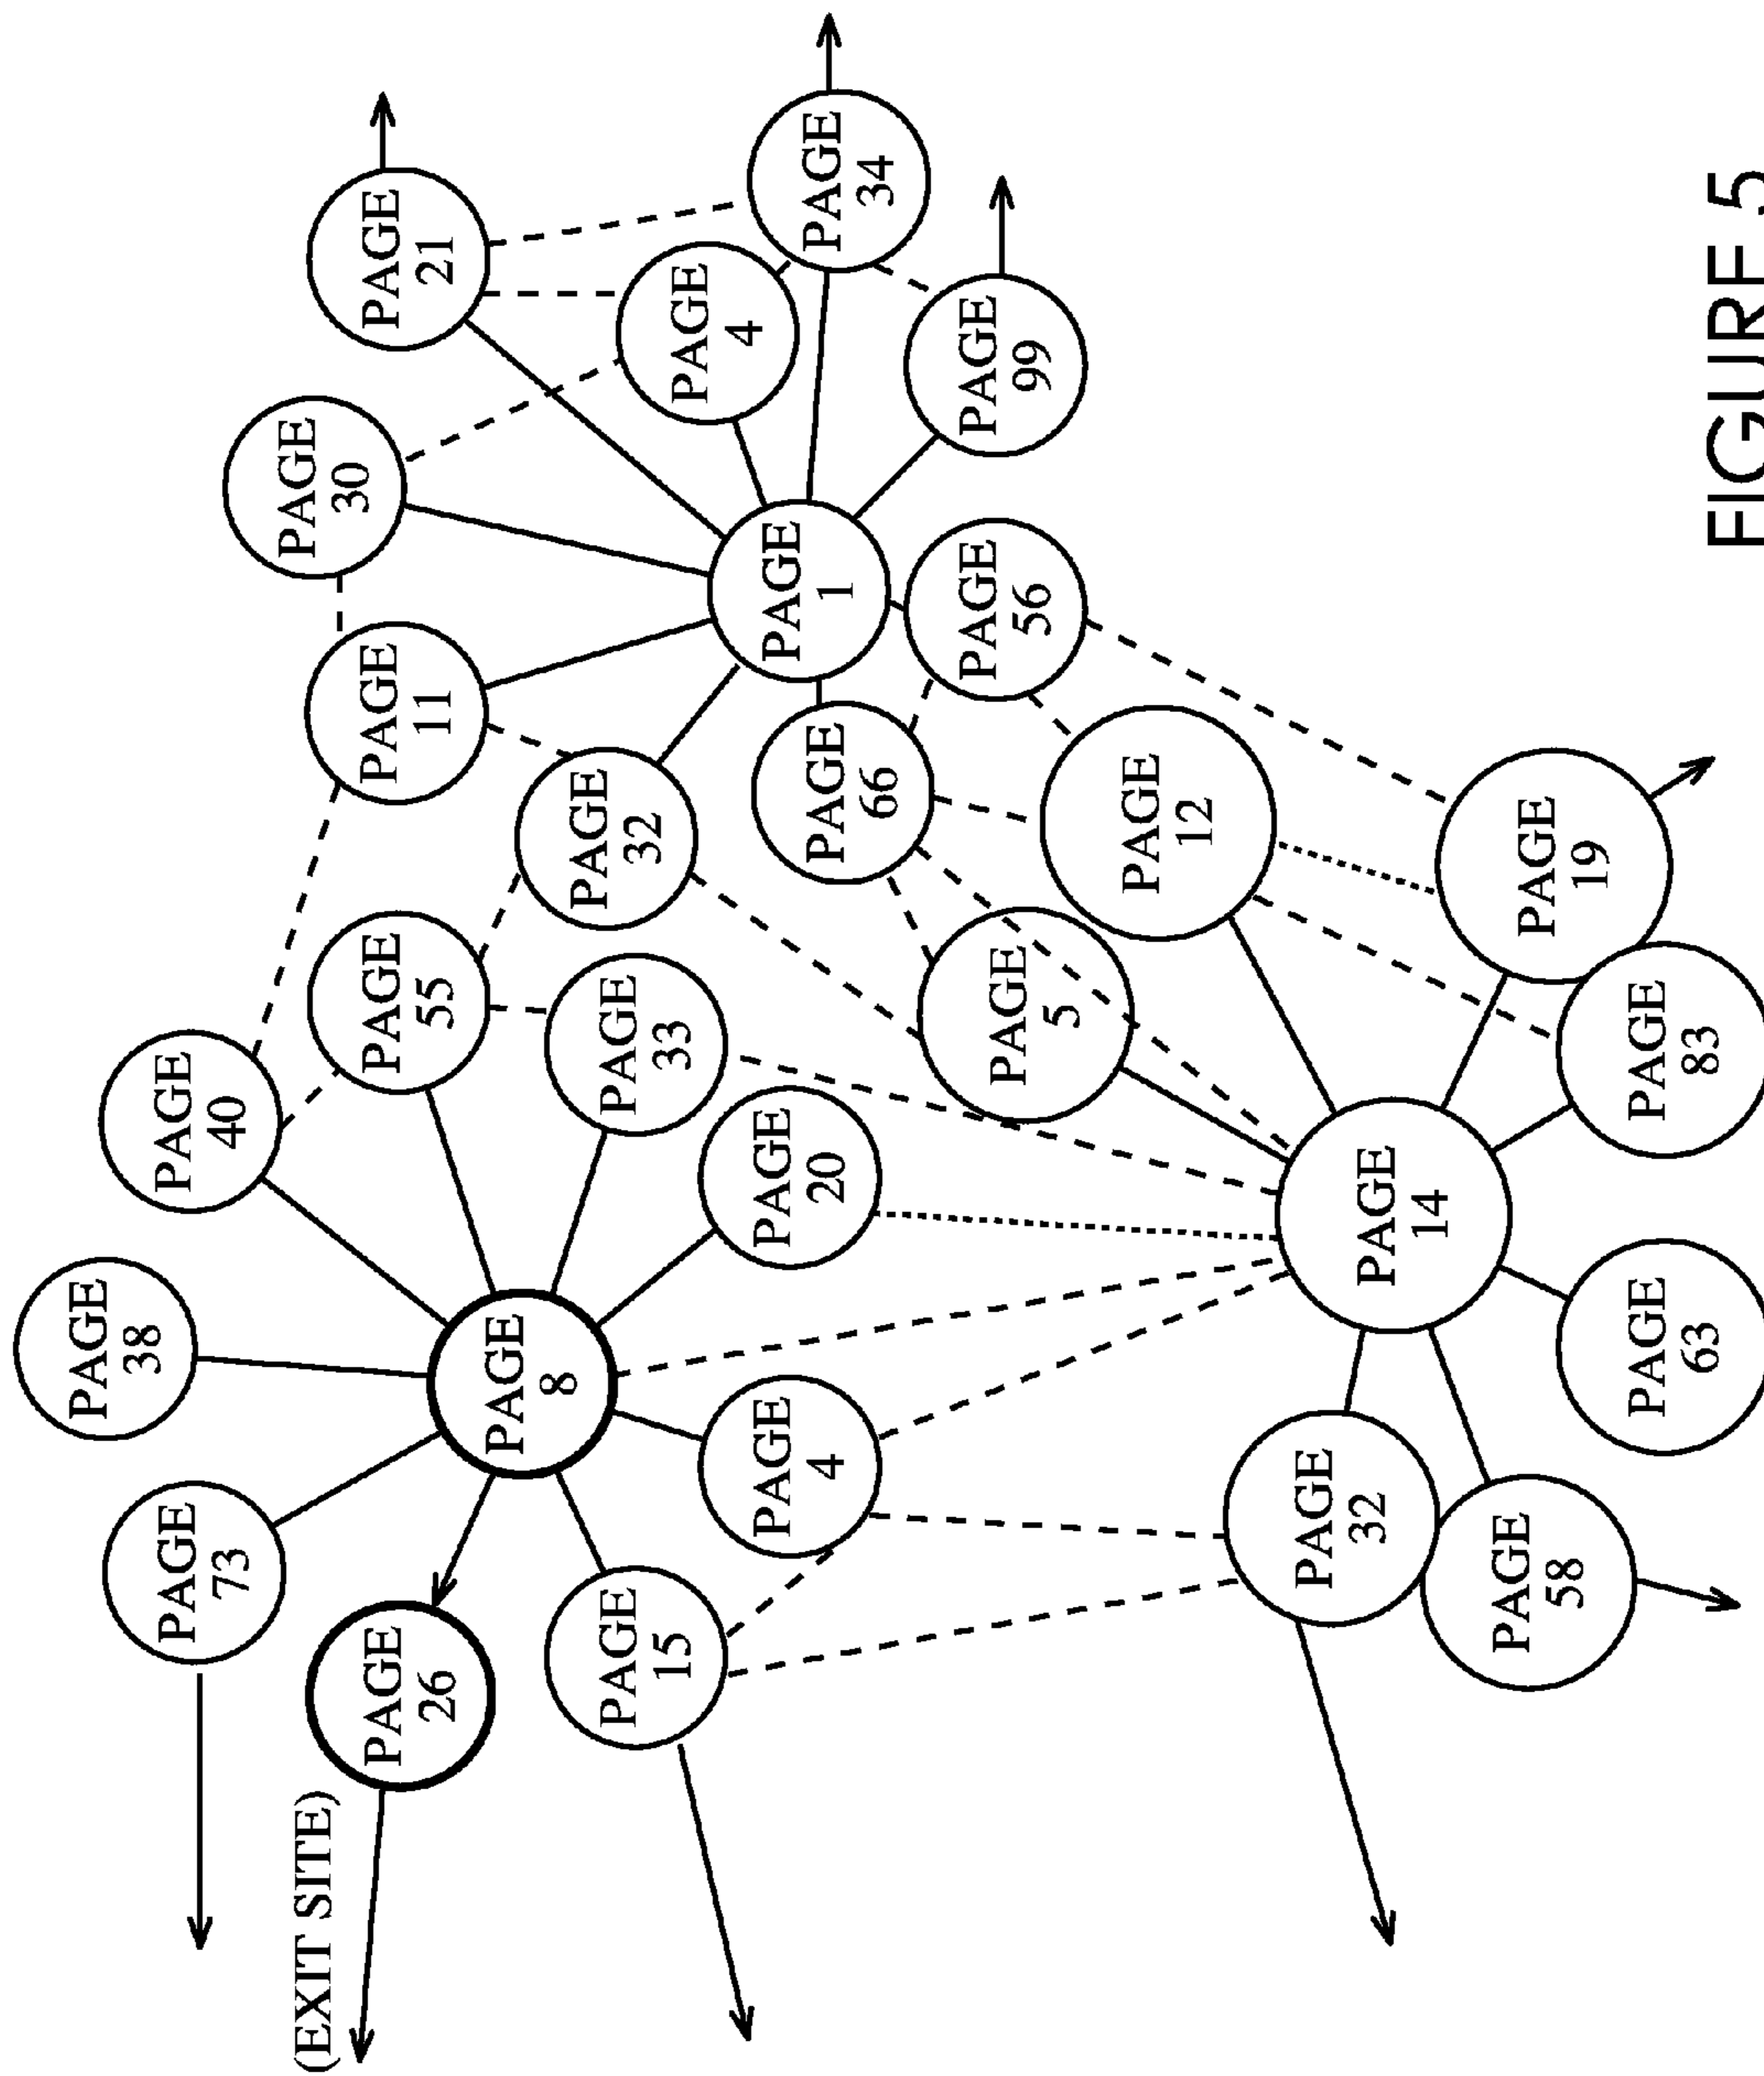 PAGE
38
PAGE
73
PAGE
40
(EXIT SITE)
PAGE
30
PAGE
26
PAGE
55
PAGE
11
PAGE
21
PAGE
8
PAGE
32
PAGE
15
PAGE
33
PAGE
4
PAGE
4
PAGE
20
PAGE
1
PAGE
66
PAGE
34
PAGE
56
PAGE
99
PAGE
5
PAGE
12
PAGE
32
PAGE
14
PAGE
58
PAGE
19
PAGE
63
PAGE
83
FIGURE 5